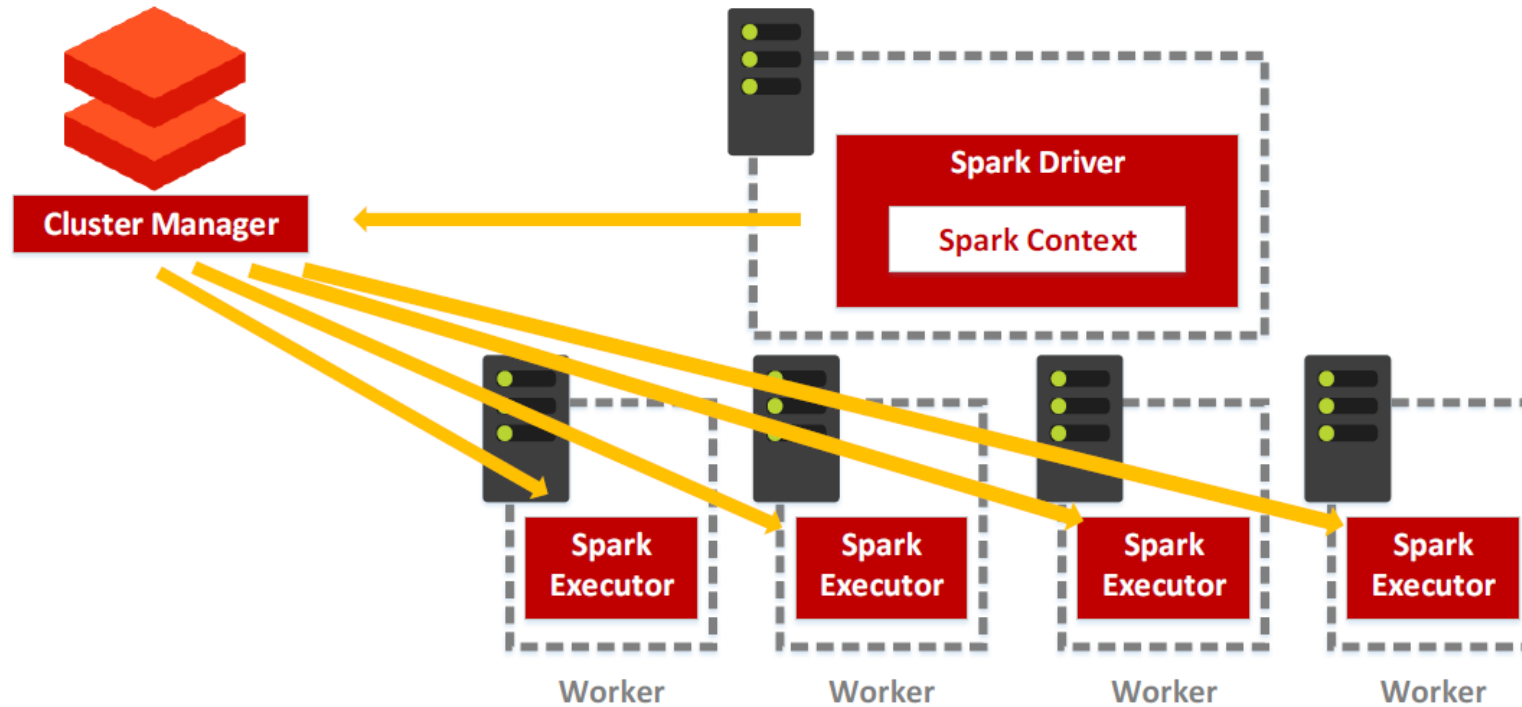 Spark Driver
Cluster Manager
Spark Context
Spark
Executor
Spark
Executor
Spark
Executor
Spark
Executor
Worker
Worker
Worker
Worker